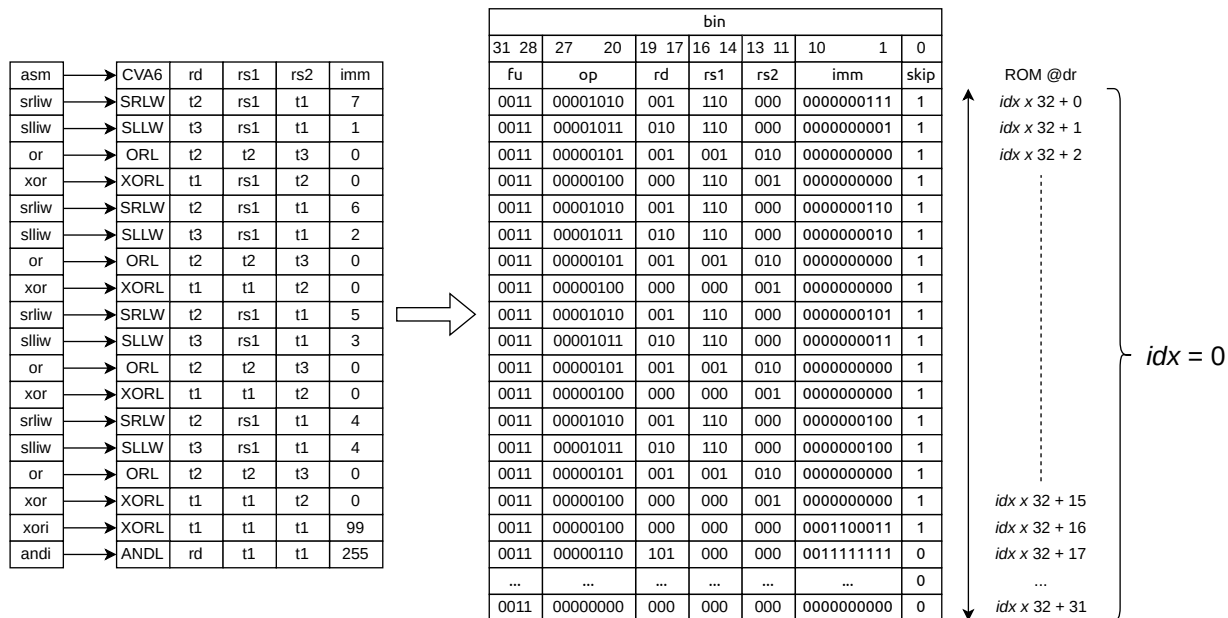 bin
31 28 27 20 19 17 16 14 13 11 10 1 0
asm CVA6 rd rs1 rs2 imm fu op rd rs1 rs2 imm skip ROM @dr
srliw SRLW t2 rs1 t1 7 0011 00001010 001 110 000 0000000111 1 idx x 32 + 0
slliw SLLW t3 rs1 t1 1 0011 00001011 010 110 000 0000000001 1 idx x 32 + 1
or ORL t2 t2 t3 0 0011 00000101 001 001 010 0000000000 1 idx x 32 + 2
xor XORL t1 rs1 t2 0 0011 00000100 000 110 001 0000000000 1
srliw SRLW t2 rs1 t1 6 0011 00001010 001 110 000 0000000110 1
slliw SLLW t3 rs1 t1 2 0011 00001011 010 110 000 0000000010 1
or ORL t2 t2 t3 0 0011 00000101 001 001 010 0000000000 1
xor XORL t1 t1 t2 0 0011 00000100 000 000 001 0000000000 1
srliw SRLW t2 rs1 t1 5 0011 00001010 001 110 000 0000000101 1
slliw SLLW t3 rs1 t1 3 0011 00001011 010 110 000 0000000011 1
or ORL t2 t2 t3 0 0011 00000101 001 001 010 0000000000 1 idx = 0
xor XORL t1 t1 t2 0 0011 00000100 000 000 001 0000000000 1
srliw SRLW t2 rs1 t1 4 0011 00001010 001 110 000 0000000100 1
slliw SLLW t3 rs1 t1 4 0011 00001011 010 110 000 0000000100 1
or ORL t2 t2 t3 0 0011 00000101 001 001 010 0000000000 1
xor XORL t1 t1 t2 0 0011 00000100 000 000 001 0000000000 1 idx x 32 + 15
xori XORL t1 t1 t1 99 0011 00000100 000 000 000 0001100011 1 idx x 32 + 16
andi ANDL rd t1 t1 255 0011 00000110 101 000 000 0011111111 0 idx x 32 + 17
... ... ... ... ... ... 0 ...
0011 00000000 000 000 000 0000000000 0 idx x 32 + 31